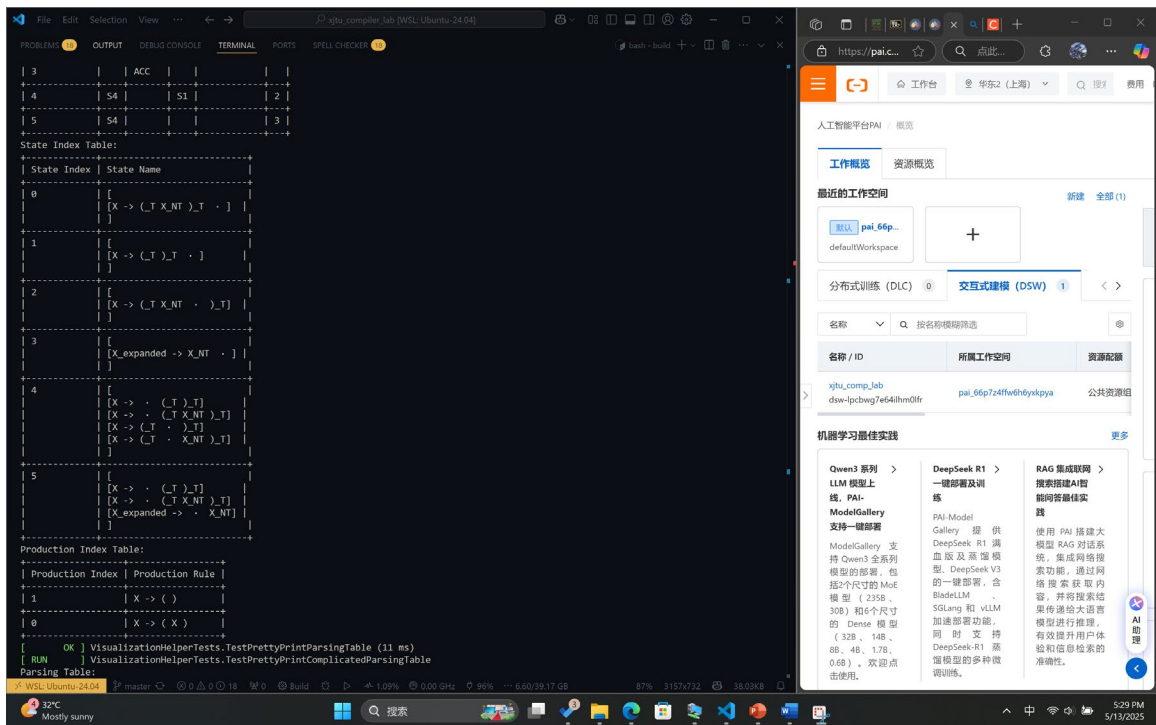 File Edit Selection View ··· xjtu_compiler_lab [WSL: Ubuntu-24.04]
PROBLEMS 18 OUTPUT DEBUG CONSOLE TERMINAL PORTS SPELL CHECKER 18 bash - build
| 3 | | ACC | | | |
| 4 | S4 | | S1 | | 2 |
| 5 | S4 | | | | 3 |
State Index Table:
| State Index | State Name |
| 0 | [
| [X -> (_T X_NT )_T · ] |
| ]
| 1 | [
| [X -> (_T )_T · ] |
| ]
| 2 | [
| [X -> (_T X_NT · )_T] |
| ]
| 3 | [
| [X_expanded -> X_NT · ] |
| ]
| 4 | [
| [X -> · (_T )_T] |
| [X -> · (_T X_NT )_T] |
| [X -> (_T · )_T] |
| [X -> (_T · X_NT )_T] |
| ]
| 5 | [
| [X -> · (_T )_T] |
| [X -> · (_T X_NT )_T] |
| [X_expanded -> · X_NT] |
| ]
Production Index Table:
| Production Index | Production Rule |
| 1 | X -> ( ) |
| 0 | X -> ( X ) |
[ OK ] VisualizationHelperTests.TestPrettyPrintParsingTable (11 ms)
[ RUN ] VisualizationHelperTests.TestPrettyPrintComplicatedParsingTable
Parsing Table:
WSL: Ubuntu-24.04 master 0 0 18 0 Build 1.09% 0.00 GHz 96% 6.60/39.17 GB 87% 3157x732 38.03KB
https://pai.c... 点此...
工作台 华东2（上海） 费用
人工智能平台PAI / 概览
工作概览 资源概览
最近的工作空间 新建 全部 (1)
默认 pai_66p...
defaultWorkspace
分布式训练（DLC） 0 交互式建模（DSW） 1
名称 按名称模糊筛选
名称 / ID 所属工作空间 资源配额
xjtu_comp_lab
dsw-lpcbwg7e64ilhm0lfr pai_66p7z4ffw6h6yxkpya 公共资源组
机器学习最佳实践 更多
Qwen3 系列
LLM 模型上
线，PAI-
ModelGallery
支持一键部署
ModelGallery 支
持 Qwen3 全系列
模型的部署，包
括2个尺寸的 MoE
模型（235B、
30B）和6个尺寸
的 Dense 模型
（32B、14B、
8B、4B、1.7B、
0.6B）。欢迎点
击使用。
DeepSeek R1
一键部署及训
练
PAI-Model
Gallery 提供
DeepSeek R1 满
血版及蒸馏模
型、DeepSeek V3
的一键部署，含
BladeLLM 、
SGLang 和 vLLM
加速部署功能，
同时支持
DeepSeek-R1 蒸
馏模型的多种微
调训练。
RAG 集成联网
搜索搭建AI智
能问答最佳实
践
使用 PAI 搭建大
模型 RAG 对话系
统，集成网络搜
索功能，通过网
络搜索获取内
容，并将搜索结
果传递给大语言
模型进行推理，
有效提升用户体
验和信息检索的
准确性。
AI
助
理
32°C
Mostly sunny
搜索
中
5:29 PM
5/13/2025